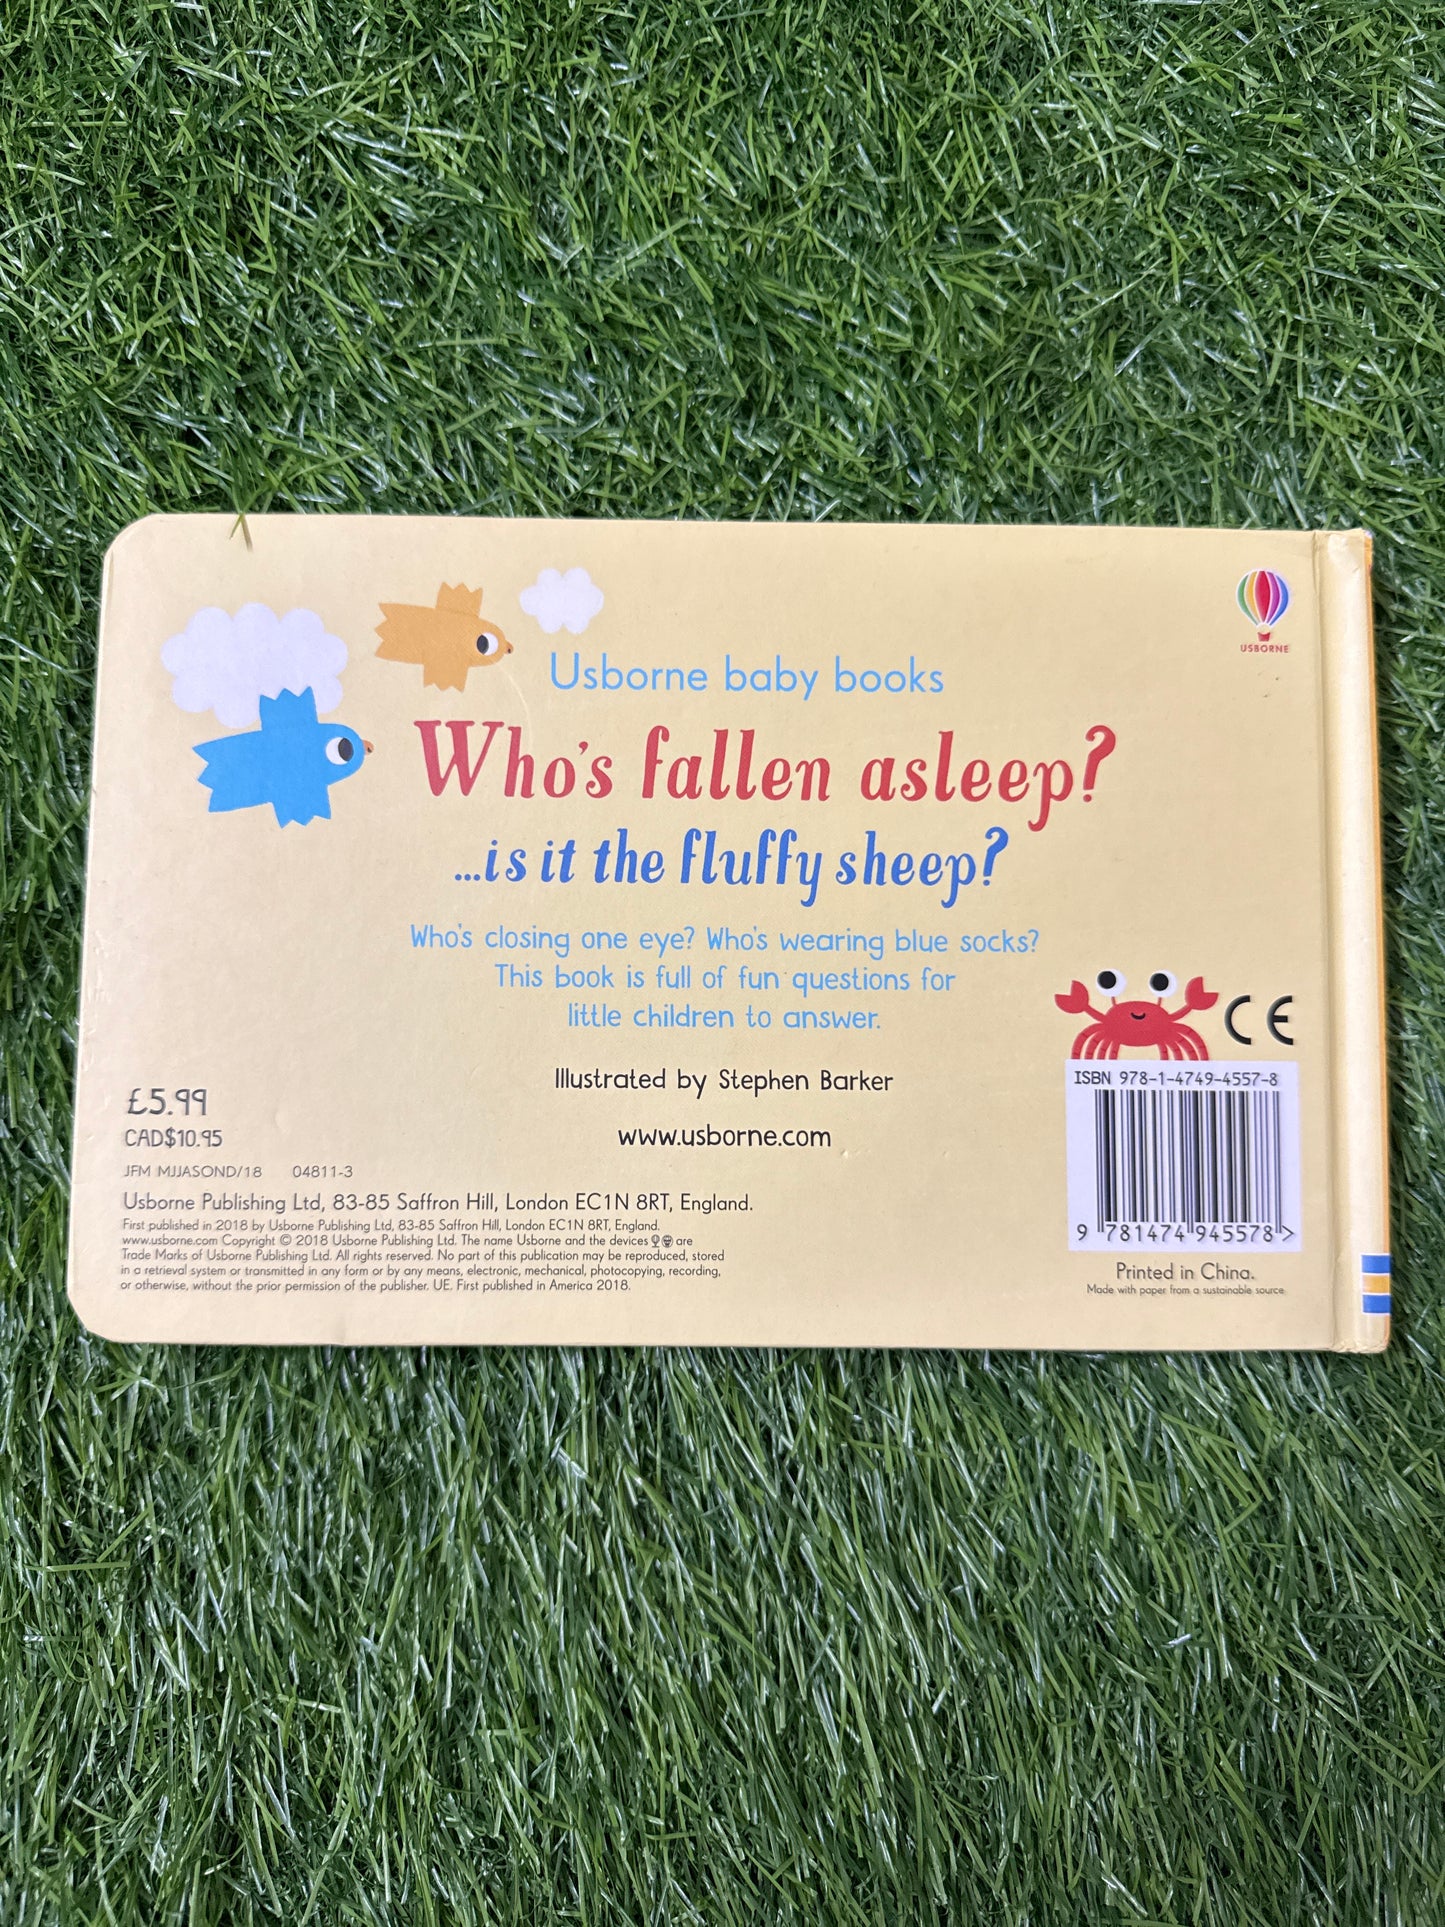 USBORNE
Usborne baby books
Who's fallen asleep?
...is it the fluffy sheep?
Who's closing one eye? Who's wearing blue socks?
This book is full of fun questions for
little children to answer.
CE
Illustrated by Stephen Barker
www.usborne.com
£5.99
CAD$10.95
JFM MJJASOND/18 04811-3
Usborne Publishing Ltd, 83-85 Saffron Hill, London EC1N 8RT, England.
First published in 2018 by Usborne Publishing Ltd, 83-85 Saffron Hill, London EC1N 8RT, England.
www.usborne.com Copyright © 2018 Usborne Publishing Ltd. The name Usborne and the devices are
Trade Marks of Usborne Publishing Ltd. All rights reserved. No part of this publication may be reproduced, stored
in a retrieval system or transmitted in any form or by any means, electronic, mechanical, photocopying, recording,
or otherwise, without the prior permission of the publisher. UE. First published in America 2018.
ISBN 978-1-4749-4557-8
9 781474 945578 >
Printed in China.
Made with paper from a sustainable source.